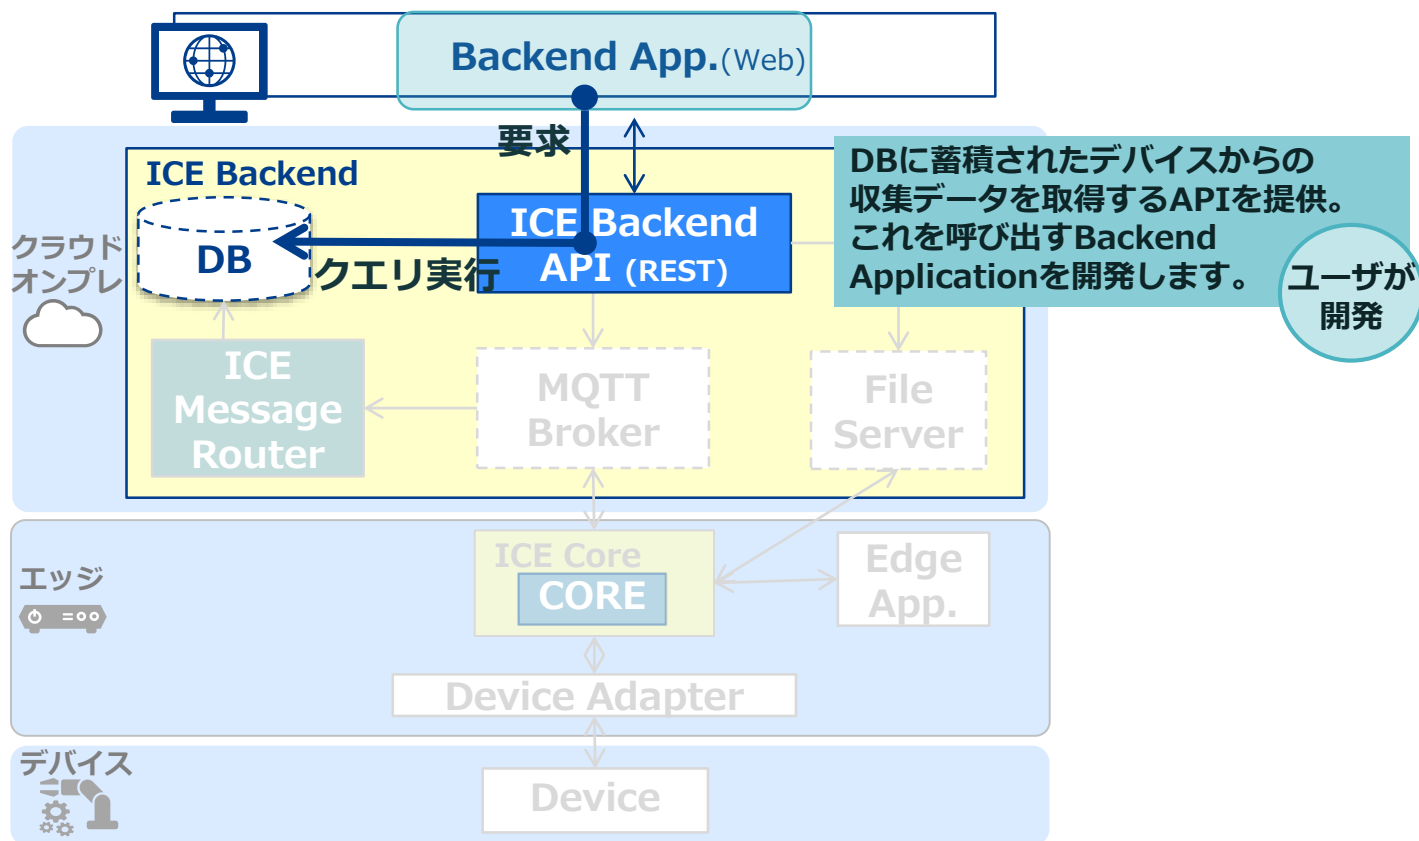 Backend App.(Web)
要求
ICE Backend
DB
クエリ実行
ICE Backend
API (REST)
DBに蓄積されたデバイスからの
収集データを取得するAPIを提供。
これを呼び出すBackend
Applicationを開発します。
ユーザが
開発
クラウド
オンプレ
ICE
Message
Router
MQTT
Broker
File
Server
エッジ
ICE Core
CORE
Edge
App.
Device Adapter
デバイス
Device